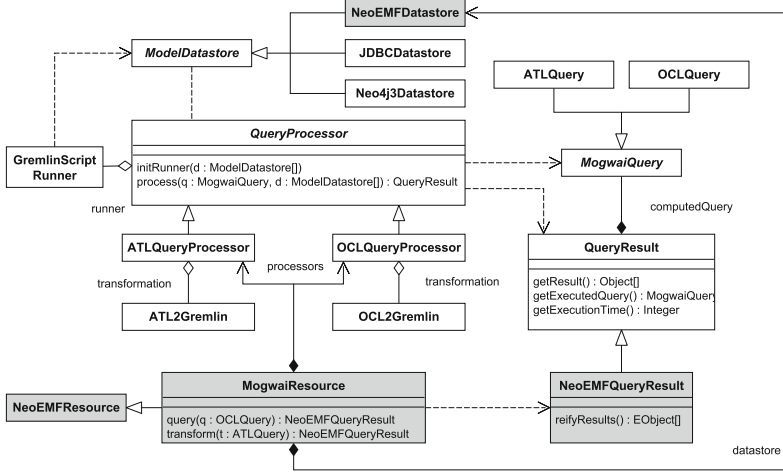 NeoEMFDatastore
ModelDatastore
JDBCDatastore
Neo4j3Datastore
ATLQuery
OCLQuery
QueryProcessor
GremlinScript
Runner
initRunner(d : ModelDatastore[])
process(q : MogwaiQuery, d : ModelDatastore[]) : QueryResult
MogwaiQuery
runner
computedQuery
ATLQueryProcessor
OCLQueryProcessor
QueryResult
processors
transformation
transformation
getResult() : Object[]
getExecutedQuery() : MogwaiQuery
getExecutionTime() : Integer
ATL2Gremlin
OCL2Gremlin
MogwaiResource
NeoEMFQueryResult
NeoEMFResource
query(q : OCLQuery) : NeoEMFQueryResult
transform(t : ATLQuery) : NeoEMFQueryResult
reifyResults() : EObject[]
datastore